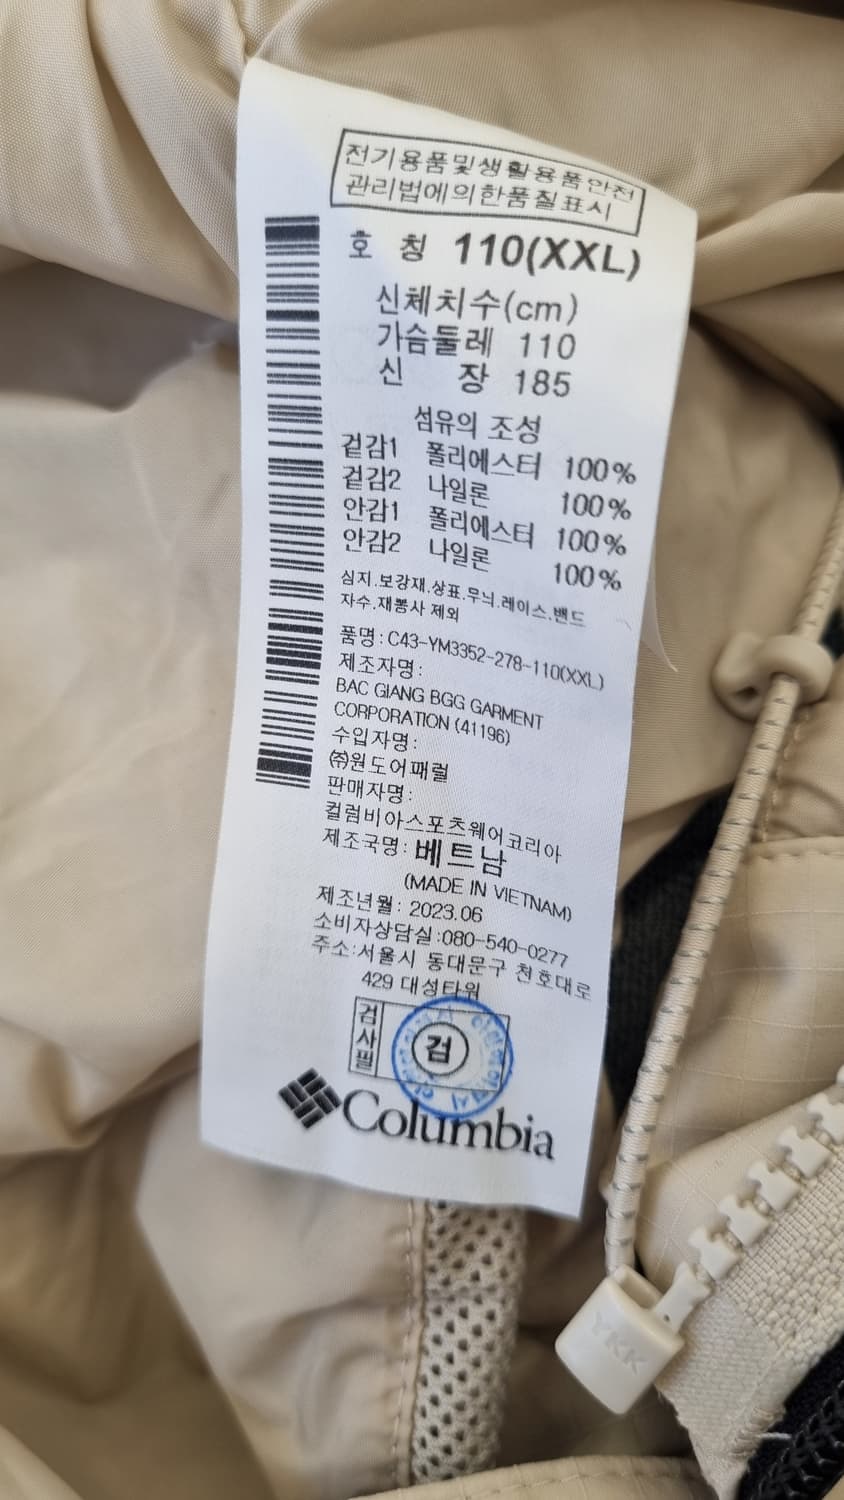 전기용품및생활용품안전
관리법에의한품질표시
호 칭 110(XXL)
신체치수(cm)
가슴둘레 110
신 장 185
섬유의 조성
겉감1 폴리에스터 100%
겉감2 나일론 100%
안감1 폴리에스터 100%
안감2 나일론 100%
심지.보강재.상표.무늬.레이스.밴드
자수.재봉사 제외
품명: C43-YM3352-278-110(XXL)
제조자명:
BAC GIANG BGG GARMENT
CORPORATION (41196)
수입자명:
㈜원도어패럴
판매자명:
컬럼비아스포츠웨어코리아
제조국명: 베트남
(MADE IN VIETNAM)
제조년월: 2023.06
소비자상담실:080-540-0277
주소:서울시 동대문구 천호대로
429 대성타워
검사필
검
Columbia
YKK